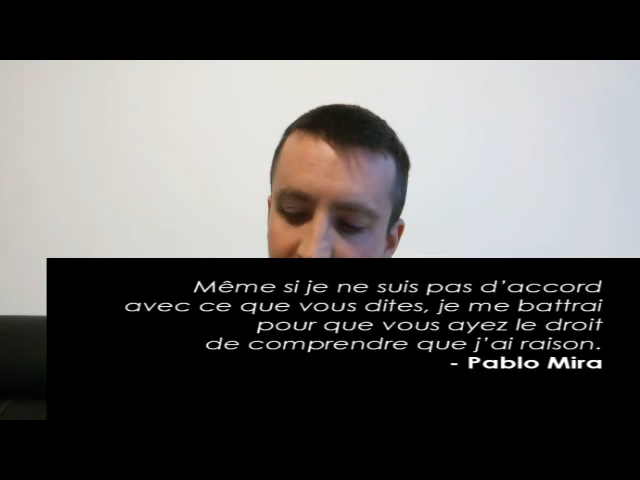 Même si je ne suis pas d'accord
avec ce que vous dites, je me battrai
pour que vous ayez le droit
de comprendre que j'ai raison.
- Pablo Mira